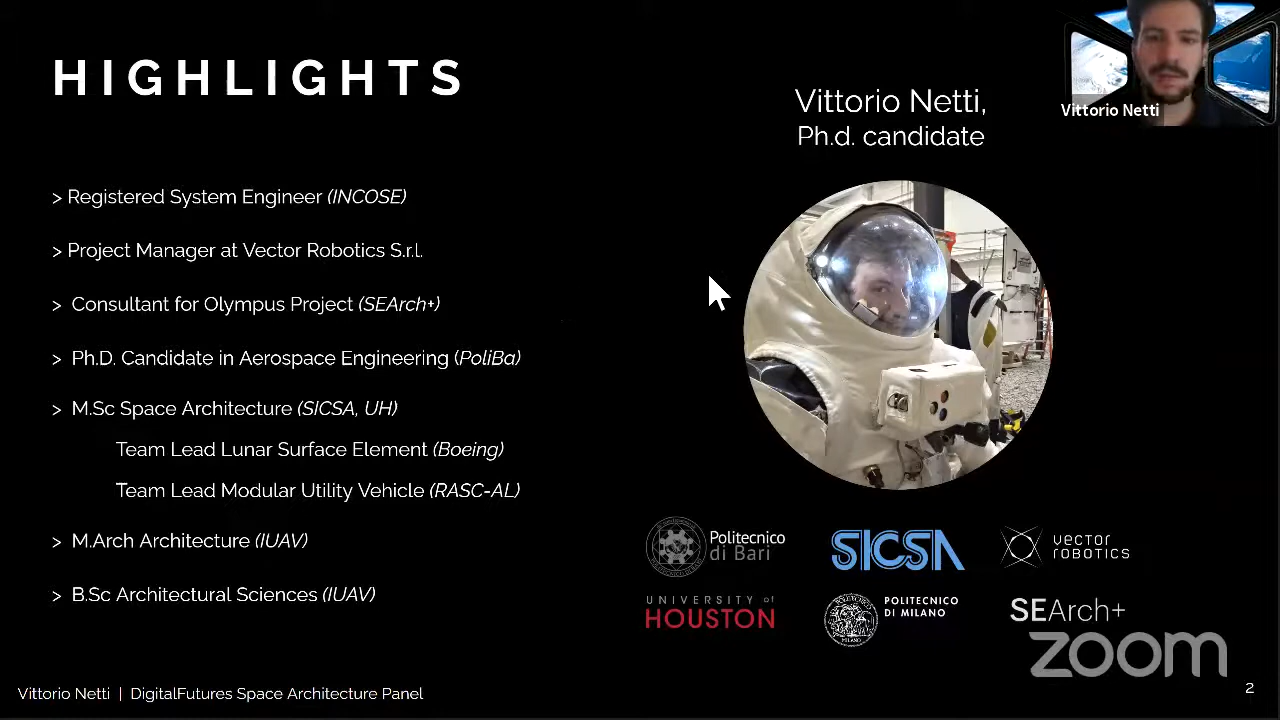 HIGHLIGHTS
Vittorio Netti,
Ph.d. candidate
Vittorio Netti
> Registered System Engineer (INCOSE)
> Project Manager at Vector Robotics S.r.l.
> Consultant for Olympus Project (SEArch+)
> Ph.D. Candidate in Aerospace Engineering (PoliBa)
> M.Sc Space Architecture (SICSA, UH)
Team Lead Lunar Surface Element (Boeing)
Team Lead Modular Utility Vehicle (RASC-AL)
> M.Arch Architecture (IUAV)
> B.Sc Architectural Sciences (IUAV)
Politecnico
di Bari
SICSA
vector
robotics
UNIVERSITY of
HOUSTON
POLITECNICO
DI MILANO
SEArch+
zoom
Vittorio Netti | DigitalFutures Space Architecture Panel
2